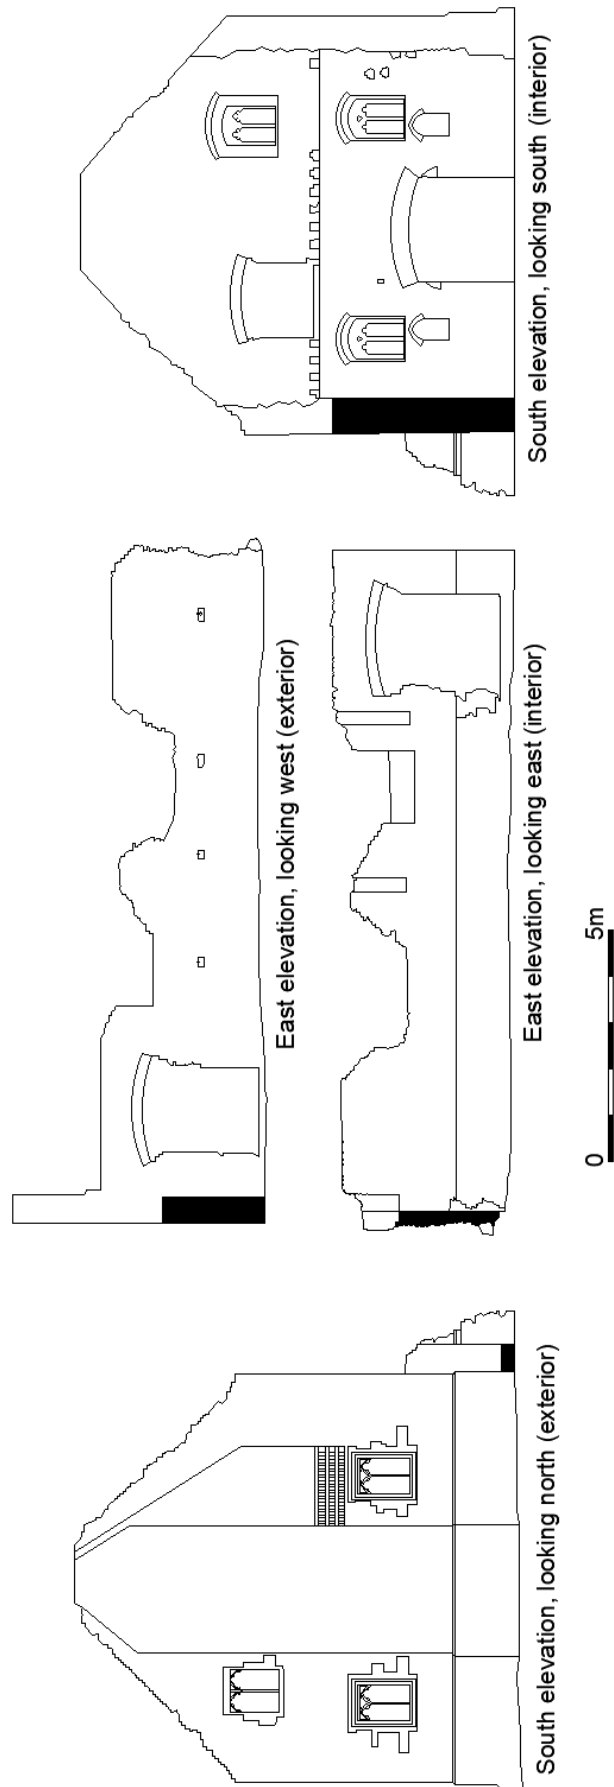 South elevation, looking north (exterior)
East elevation, looking west (exterior)
East elevation, looking east (interior)
South elevation, looking south (interior)
0 5m